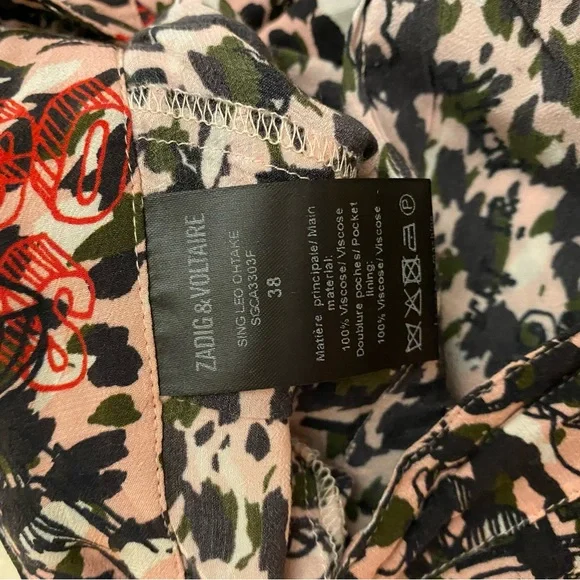 ZADIG & VOLTAIRE
SING LEO CHTAKE
SGCA3303F
38
Matière principale/ Main
material:
100% Viscose/ Viscose
Doublure poches/ Pocket
lining:
100% Viscose/ Viscose
P